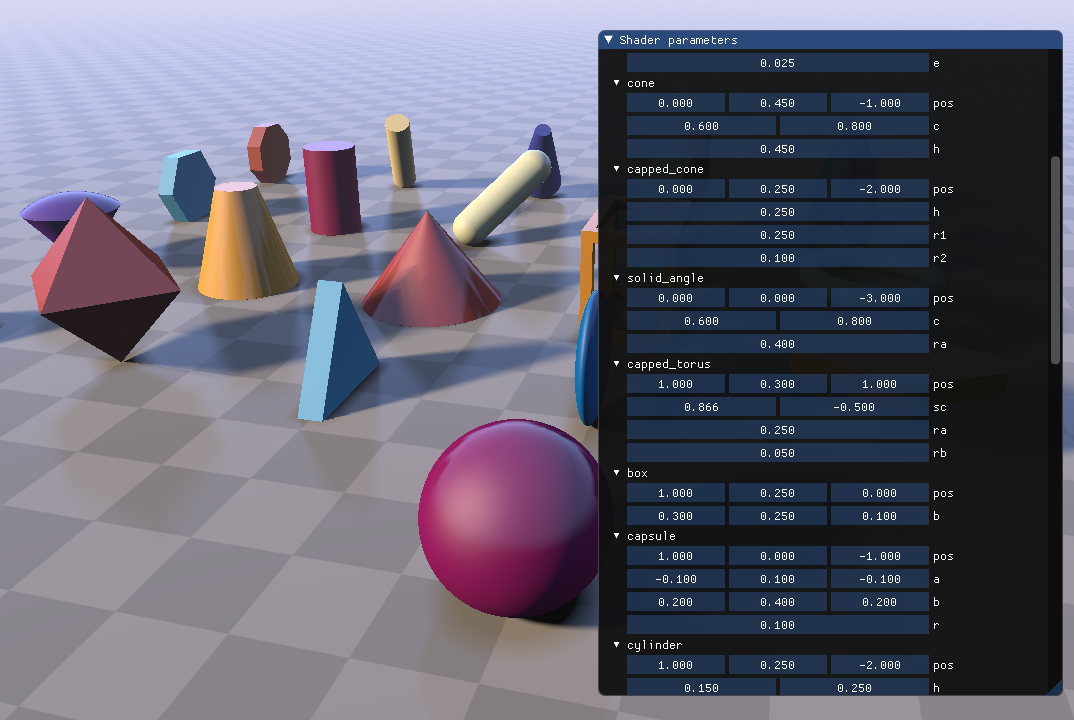 ▼ Shader parameters
0.025 e
▼ cone
0.000 0.450 -1.000 pos
0.600 0.800 c
0.450 h
▼ capped_cone
0.000 0.250 -2.000 pos
0.250 h
0.250 r1
0.100 r2
▼ solid_angle
0.000 0.000 -3.000 pos
0.600 0.800 c
0.400 ra
▼ capped_torus
1.000 0.300 1.000 pos
0.866 -0.500 sc
0.250 ra
0.050 rb
▼ box
1.000 0.250 0.000 pos
0.300 0.250 0.100 b
▼ capsule
1.000 0.000 -1.000 pos
-0.100 0.100 -0.100 a
0.200 0.400 0.200 b
0.100 r
▼ cylinder
1.000 0.250 -2.000 pos
0.150 0.250 h